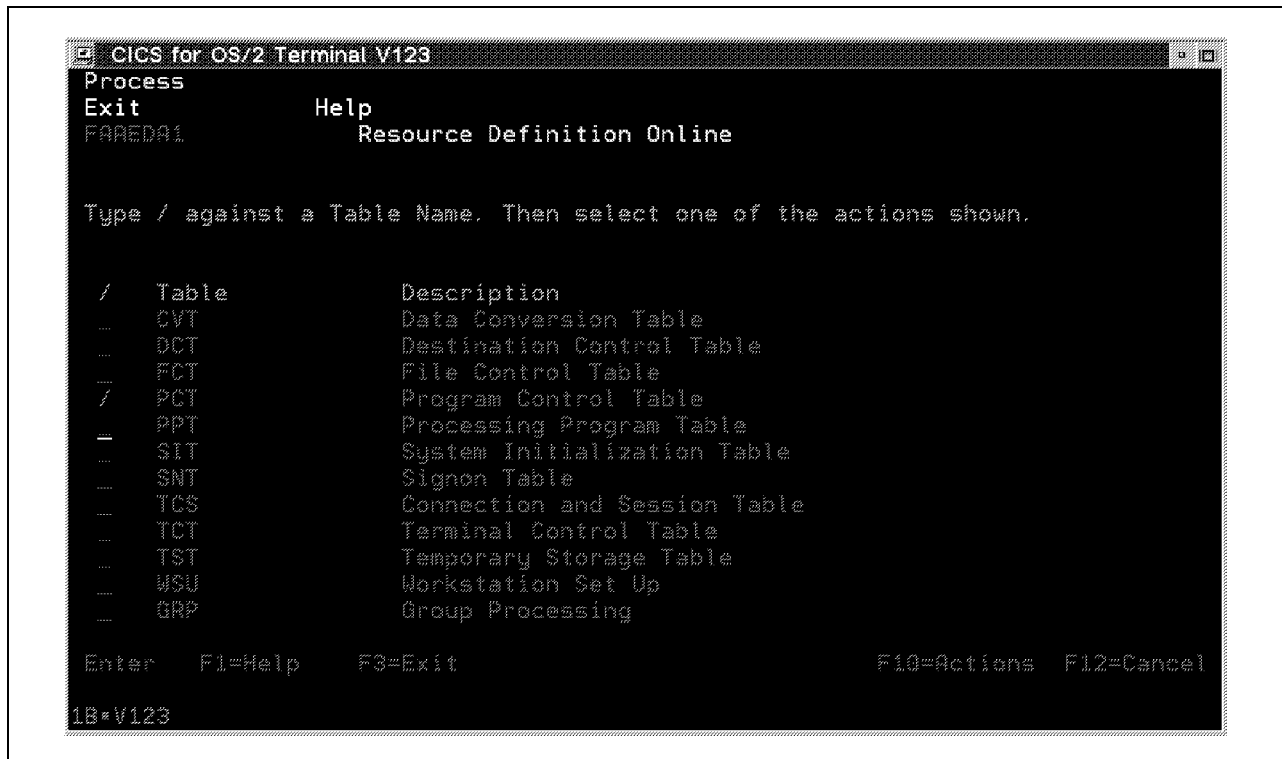 CICS for OS/2 Terminal V123
Process
Exit Help
FAAEDA1 Resource Definition Online
Type / against a Table Name. Then select one of the actions shown.
/ Table Description
_ CVT Data Conversion Table
_ DCT Destination Control Table
_ FCT File Control Table
/ PCT Program Control Table
_ PPT Processing Program Table
_ SIT System Initialization Table
_ SNT Signon Table
_ TCS Connection and Session Table
_ TCT Terminal Control Table
_ TST Temporary Storage Table
_ WSU Workstation Set Up
_ GRP Group Processing
Enter F1=Help F3=Exit F10=Actions F12=Cancel
1B▪V123